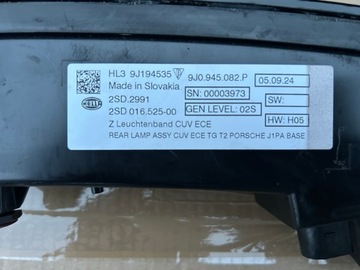 HL3 9J194535 9J0.945.082.P 05.09.24
Made in Slovakia SN: 00003973
HELLA 2SD.2991 GEN LEVEL: 02S SW:
2SD 016.525-00 HW: H05
Z Leuchtenband CUV ECE
REAR LAMP ASSY CUV ECE TG T2 PORSCHE J1PA BASE